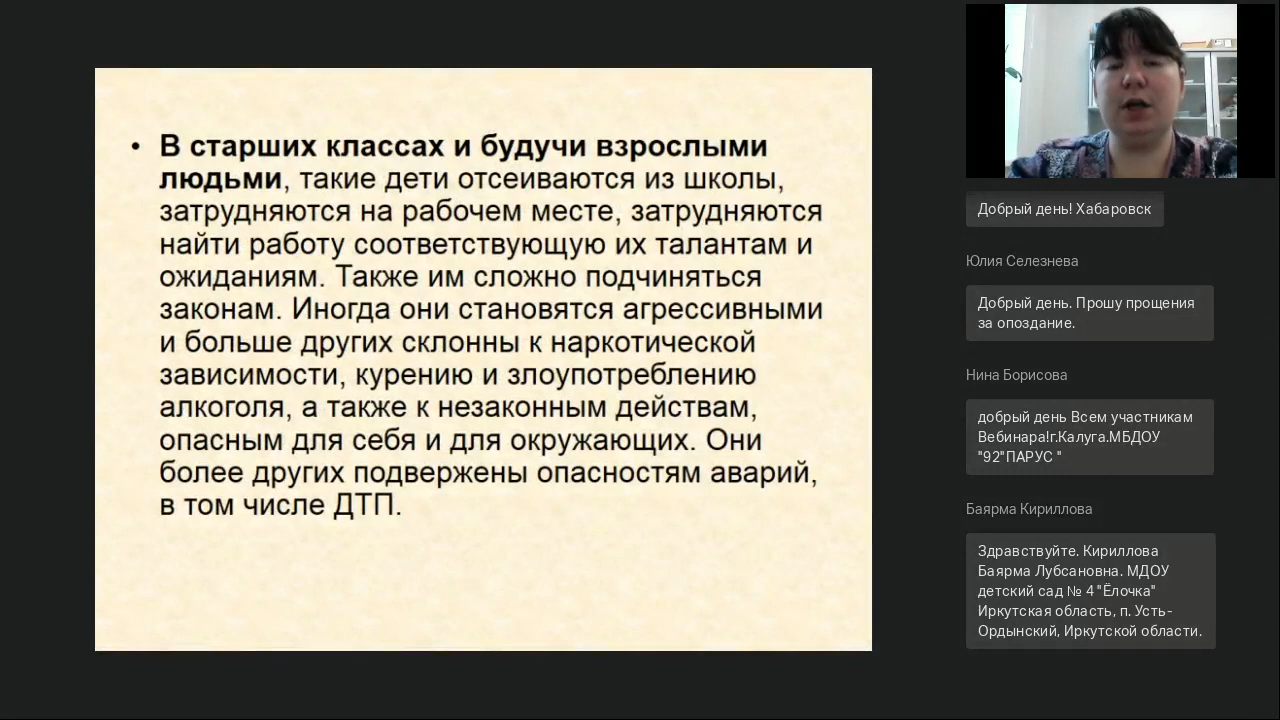 • В старших классах и будучи взрослыми
людьми, такие дети отсеиваются из школы,
затрудняются на рабочем месте, затрудняются
найти работу соответствующую их талантам и
ожиданиям. Также им сложно подчиняться
законам. Иногда они становятся агрессивными
и больше других склонны к наркотической
зависимости, курению и злоупотреблению
алкоголя, а также к незаконным действам,
опасным для себя и для окружающих. Они
более других подвержены опасностям аварий,
в том числе ДТП.
Добрый день! Хабаровск
Юлия Селезнева
Добрый день. Прошу прощения
за опоздание.
Нина Борисова
добрый день Всем участникам
Вебинара!г.Калуга.МБДОУ
"92"ПАРУС "
Баярма Кириллова
Здравствуйте. Кириллова
Баярма Лубсановна. МДОУ
детский сад № 4 "Ёлочка"
Иркутская область, п. Усть-
Ордынский, Иркутской области.